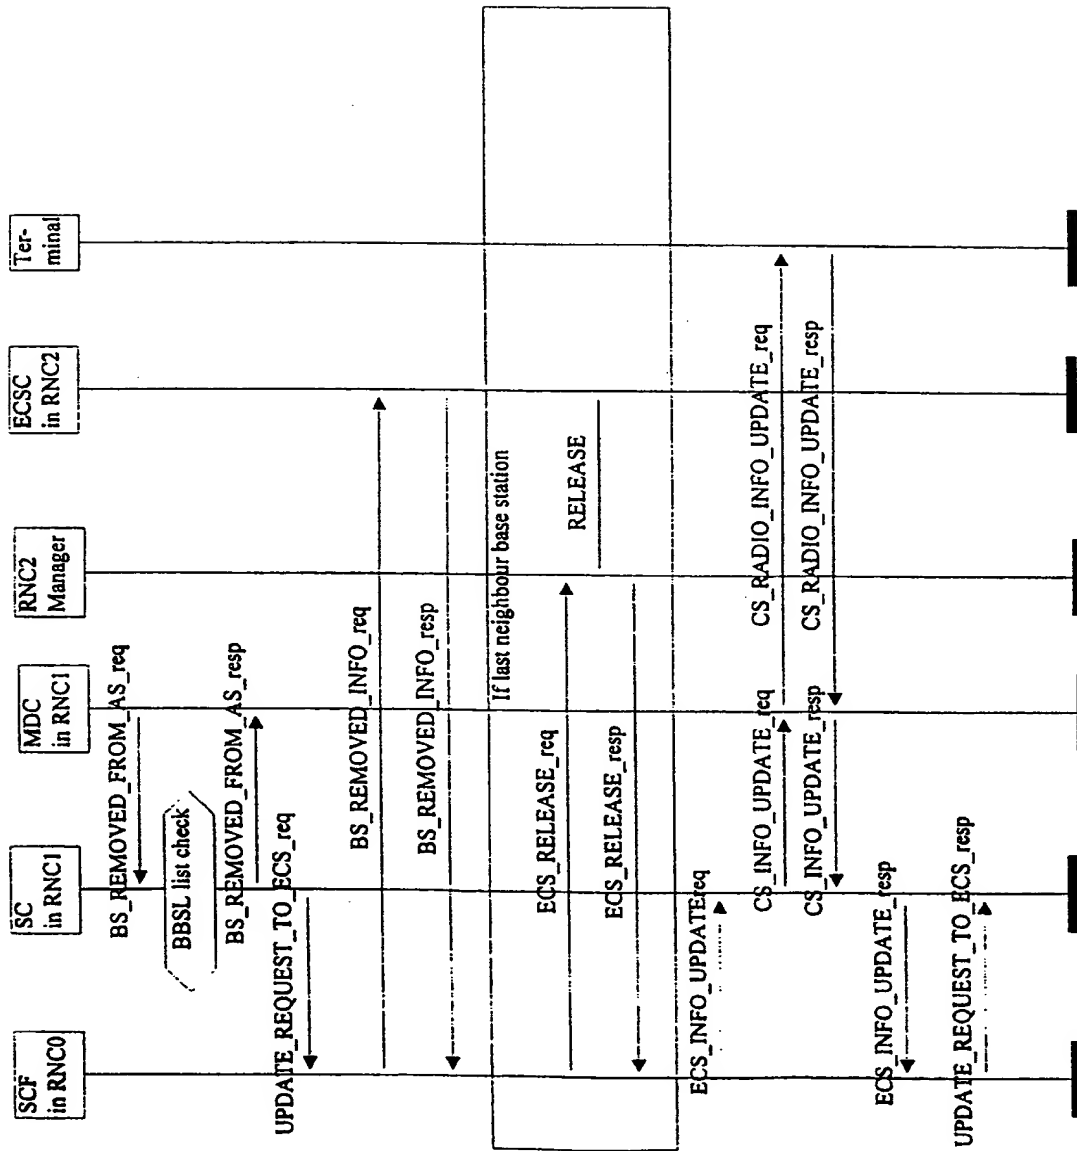 SCF
in RNC0
SC
in RNC1
MDC
in RNC1
RNC2
Manager
ECSC
in RNC2
Ter-
minal
BS_REMOVED_FROM_AS_req
BBSL list check
BS_REMOVED_FROM_AS_resp
UPDATE_REQUEST_TO_ECS_req
BS_REMOVED_INFO_req
BS_REMOVED_INFO_resp
If last neighbour base station
ECS_RELEASE_req
RELEASE
ECS_RELEASE_resp
ECS_INFO_UPDATEreq
CS_INFO_UPDATE_req
CS_RADIO_INFO_UPDATE_req
CS_INFO_UPDATE_resp
CS_RADIO_INFO_UPDATE_resp
ECS_INFO_UPDATE_resp
UPDATE_REQUEST_TO_ECS_resp